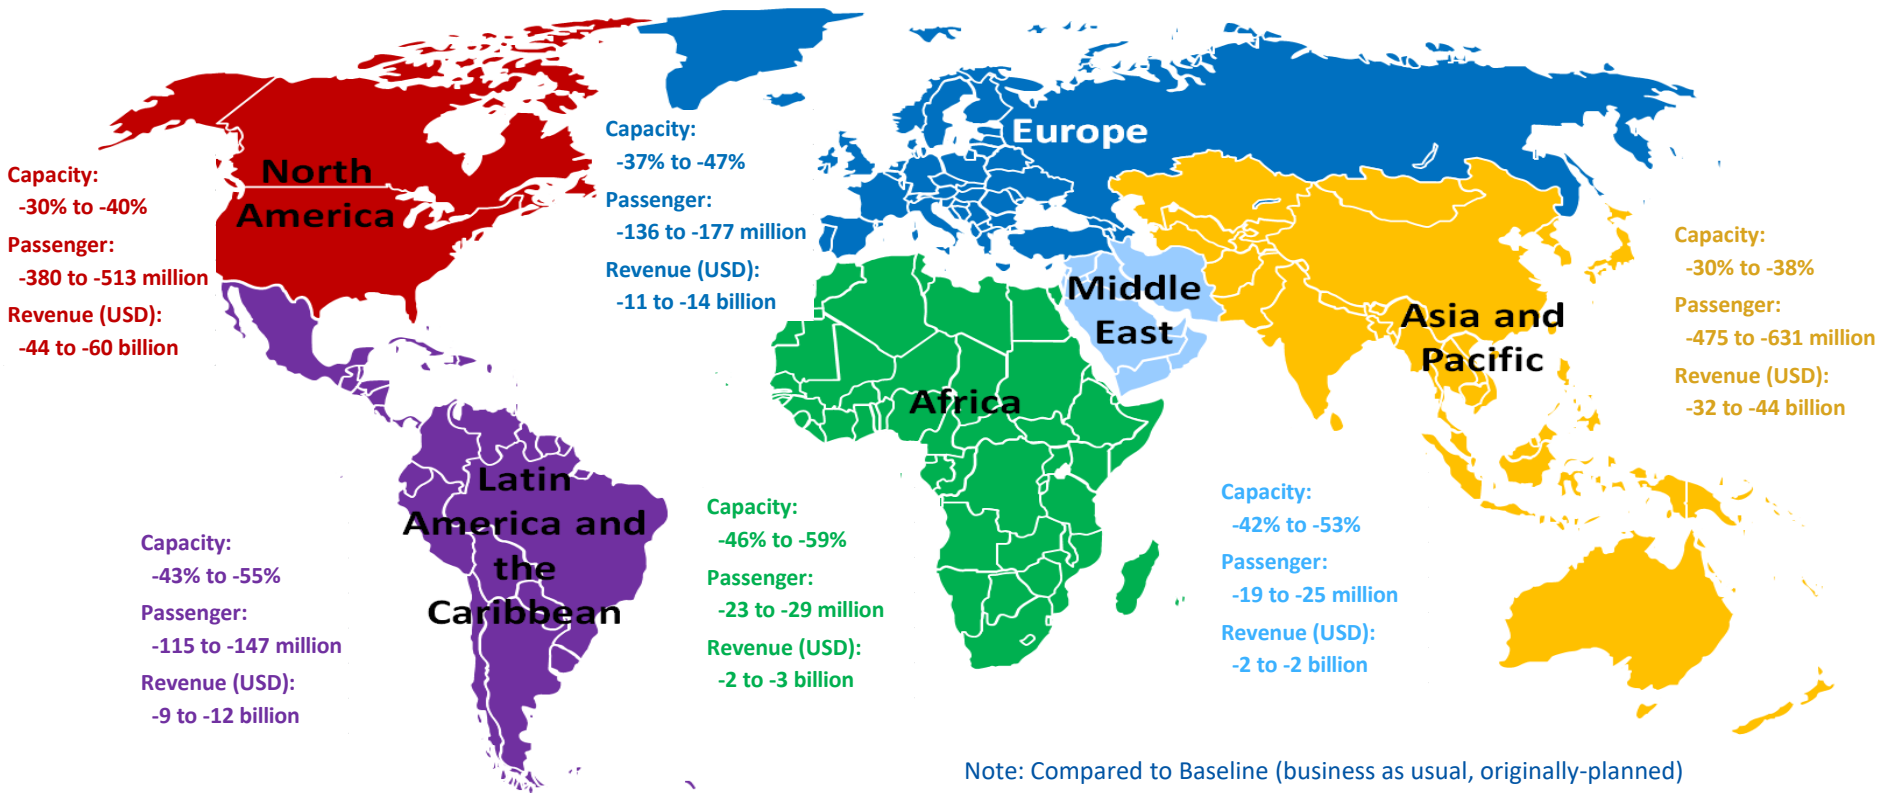 North
America
Capacity:
-30% to -40%
Passenger:
-380 to -513 million
Revenue (USD):
-44 to -60 billion
Capacity:
-37% to -47%
Passenger:
-136 to -177 million
Revenue (USD):
-11 to -14 billion
Europe
Middle
East
Asia and
Pacific
Capacity:
-30% to -38%
Passenger:
-475 to -631 million
Revenue (USD):
-32 to -44 billion
Africa
Latin
America and
the
Caribbean
Capacity:
-43% to -55%
Passenger:
-115 to -147 million
Revenue (USD):
-9 to -12 billion
Capacity:
-46% to -59%
Passenger:
-23 to -29 million
Revenue (USD):
-2 to -3 billion
Capacity:
-42% to -53%
Passenger:
-19 to -25 million
Revenue (USD):
-2 to -2 billion
Note: Compared to Baseline (business as usual, originally-planned)